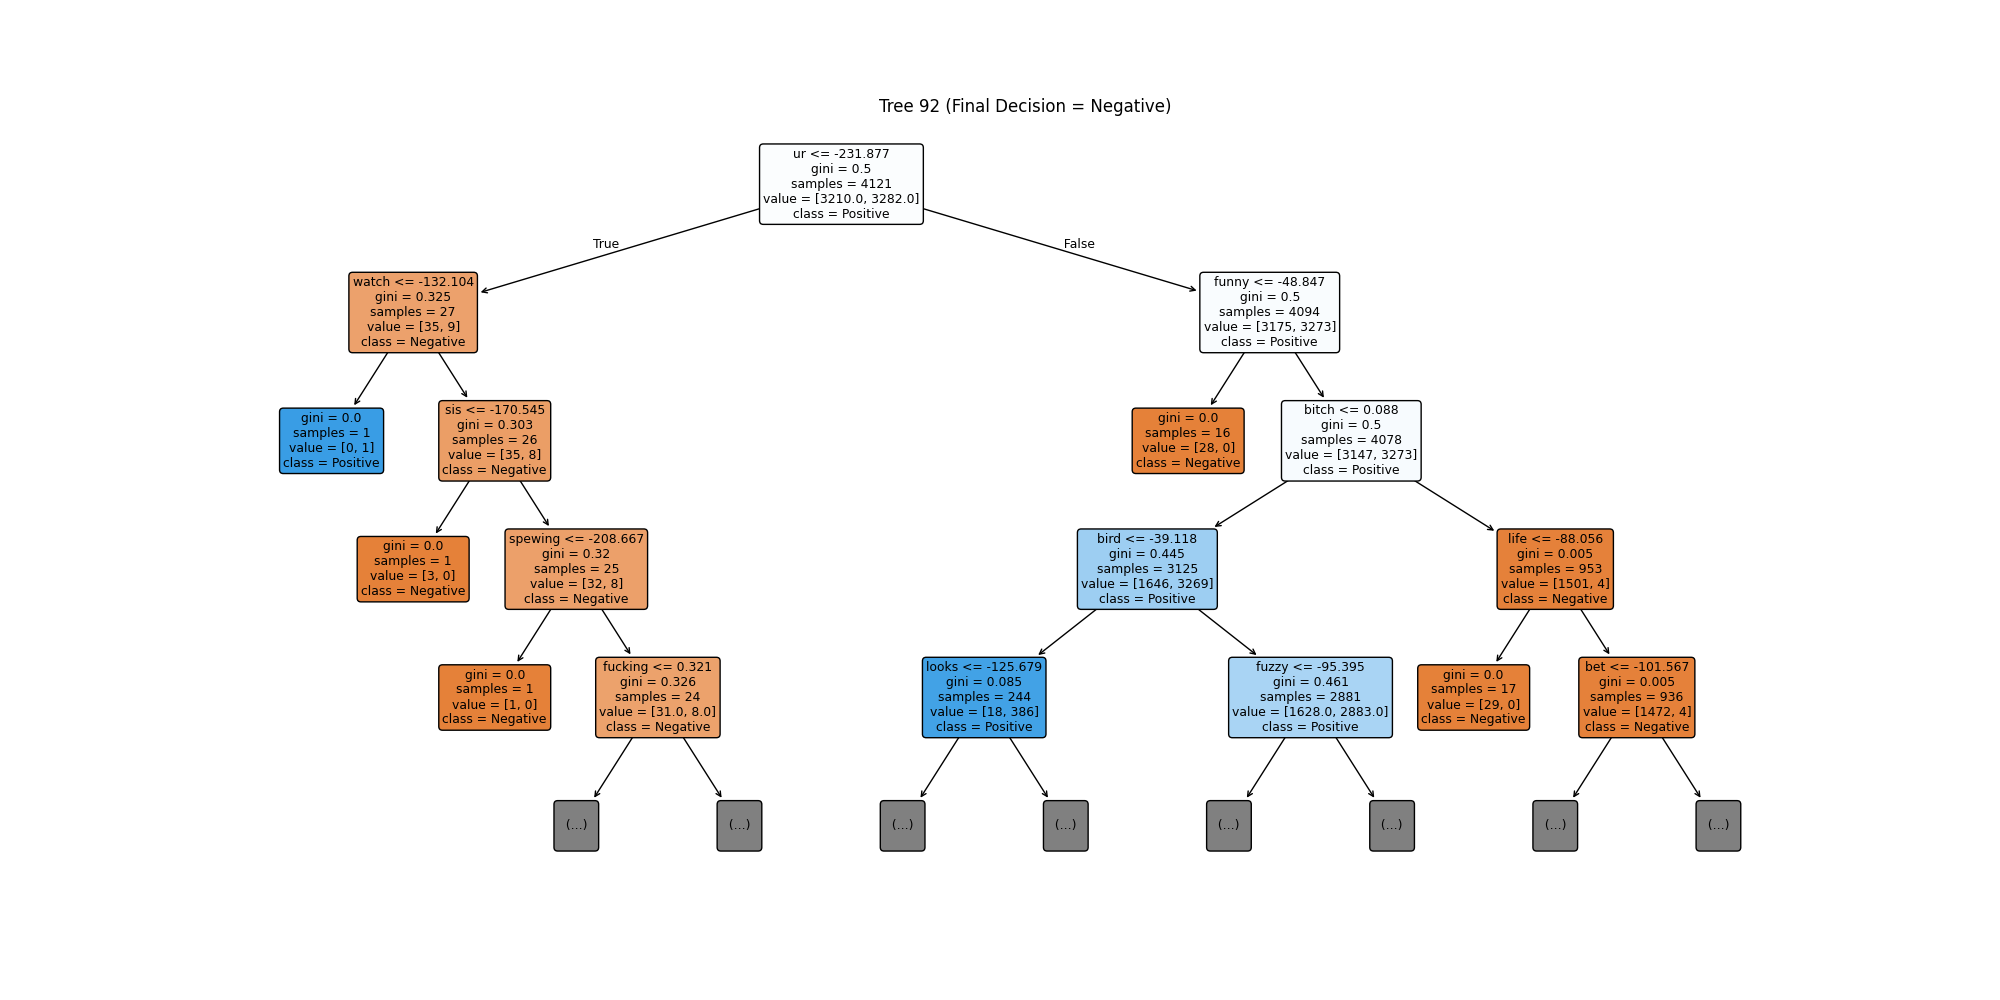 Tree 92 (Final Decision = Negative)
ur <= -231.877
gini = 0.5
samples = 4121
value = [3210.0, 3282.0]
class = Positive
True
False
watch <= -132.104
gini = 0.325
samples = 27
value = [35, 9]
class = Negative
funny <= -48.847
gini = 0.5
samples = 4094
value = [3175, 3273]
class = Positive
gini = 0.0
samples = 1
value = [0, 1]
class = Positive
sis <= -170.545
gini = 0.303
samples = 26
value = [35, 8]
class = Negative
gini = 0.0
samples = 16
value = [28, 0]
class = Negative
bitch <= 0.088
gini = 0.5
samples = 4078
value = [3147, 3273]
class = Positive
gini = 0.0
samples = 1
value = [3, 0]
class = Negative
spewing <= -208.667
gini = 0.32
samples = 25
value = [32, 8]
class = Negative
bird <= -39.118
gini = 0.445
samples = 3125
value = [1646, 3269]
class = Positive
life <= -88.056
gini = 0.005
samples = 953
value = [1501, 4]
class = Negative
gini = 0.0
samples = 1
value = [1, 0]
class = Negative
fucking <= 0.321
gini = 0.326
samples = 24
value = [31.0, 8.0]
class = Negative
looks <= -125.679
gini = 0.085
samples = 244
value = [18, 386]
class = Positive
fuzzy <= -95.395
gini = 0.461
samples = 2881
value = [1628.0, 2883.0]
class = Positive
gini = 0.0
samples = 17
value = [29, 0]
class = Negative
bet <= -101.567
gini = 0.005
samples = 936
value = [1472, 4]
class = Negative
(...)
(...)
(...)
(...)
(...)
(...)
(...)
(...)